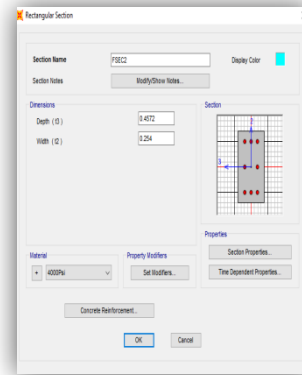 Rectangular Section
Section Name FSEC2 Display Color
Section Notes Modify/Show Notes...
Dimensions Section
Depth ( t3 ) 0.4572
Width ( t2 ) 0.254
2
3
Properties
Material Property Modifiers Section Properties...
+ 4000Psi Set Modifiers... Time Dependent Properties...
Concrete Reinforcement...
OK Cancel